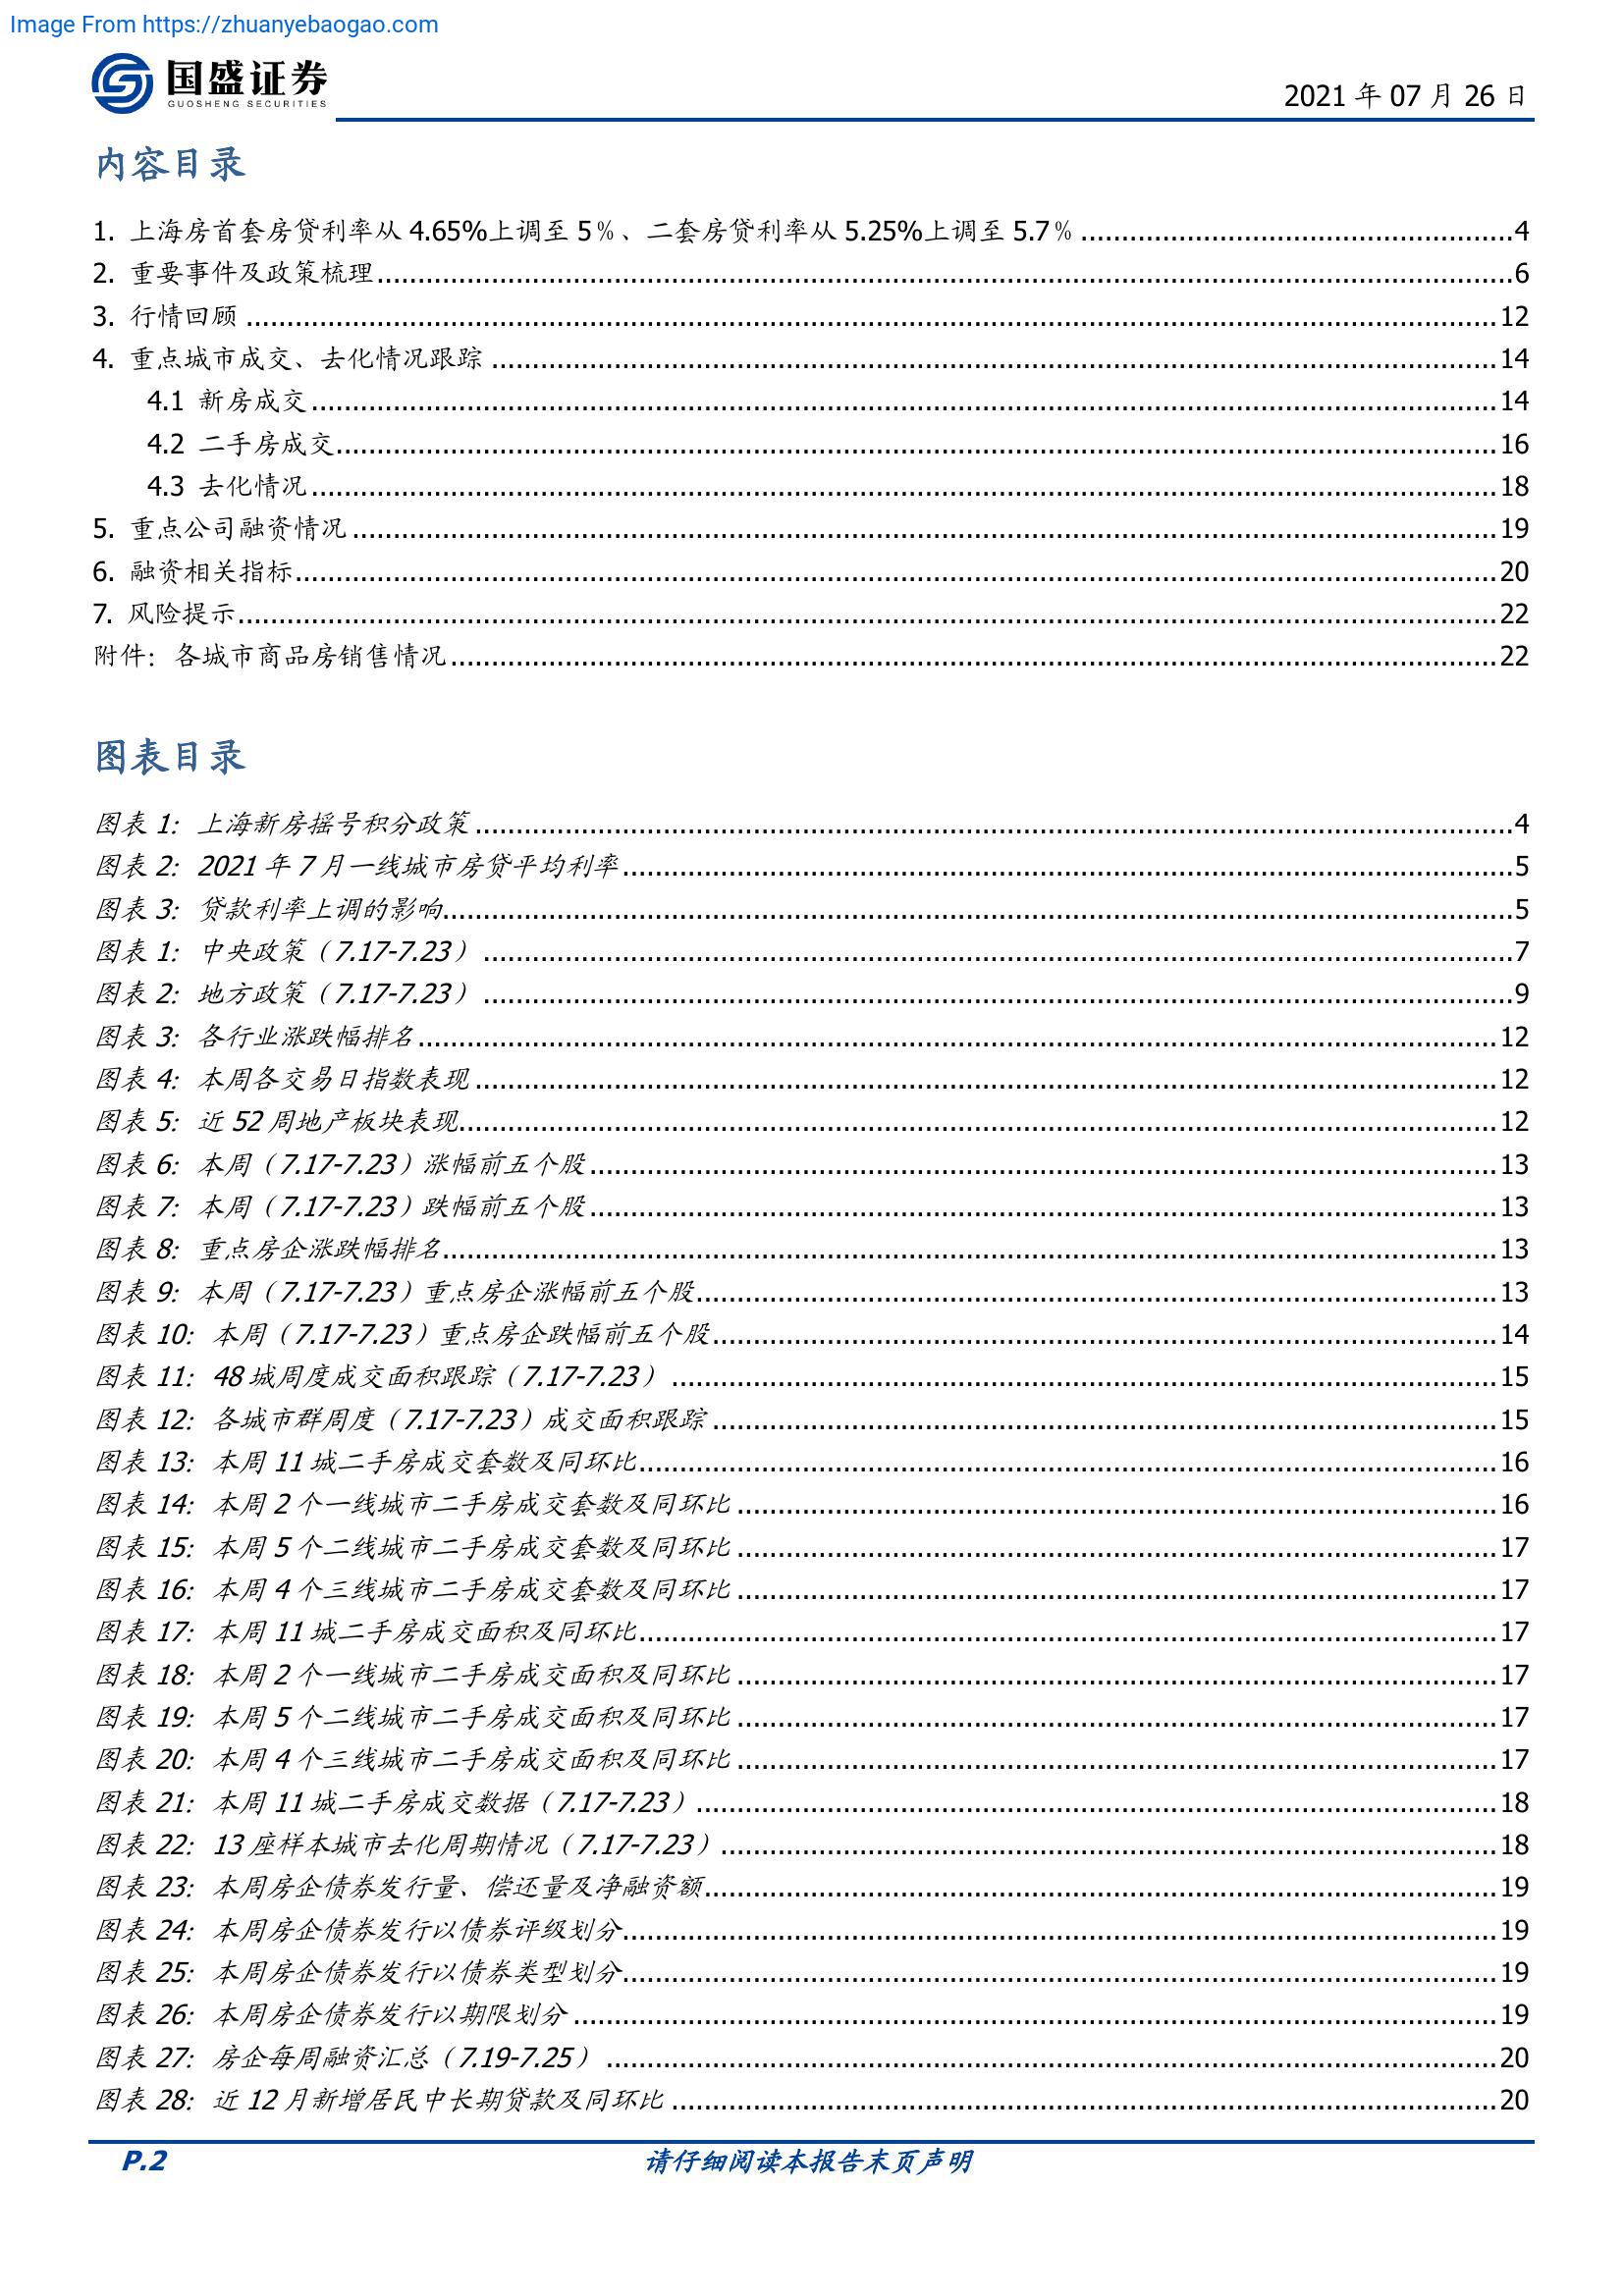 Image From https://zhuanyebaogao.com
国盛证券
GUOSHENG SECURITIES
2021 年 07 月 26 日
内容目录
1. 上海房首套房贷利率从 4.65%上调至 5%、二套房贷利率从 5.25%上调至 5.7% ........ 4
2. 重要事件及政策梳理 ........ 6
3. 行情回顾 ........ 12
4. 重点城市成交、去化情况跟踪 ........ 14
4.1 新房成交 ........ 14
4.2 二手房成交 ........ 16
4.3 去化情况 ........ 18
5. 重点公司融资情况 ........ 19
6. 融资相关指标 ........ 20
7. 风险提示 ........ 22
附件：各城市商品房销售情况 ........ 22
图表目录
图表 1：上海新房摇号积分政策 ........ 4
图表 2：2021 年 7 月一线城市房贷平均利率 ........ 5
图表 3：贷款利率上调的影响 ........ 5
图表 1：中央政策（7.17-7.23） ........ 7
图表 2：地方政策（7.17-7.23） ........ 9
图表 3：各行业涨跌幅排名 ........ 12
图表 4：本周各交易日指数表现 ........ 12
图表 5：近 52 周地产板块表现 ........ 12
图表 6：本周（7.17-7.23）涨幅前五个股 ........ 13
图表 7：本周（7.17-7.23）跌幅前五个股 ........ 13
图表 8：重点房企涨跌幅排名 ........ 13
图表 9：本周（7.17-7.23）重点房企涨幅前五个股 ........ 13
图表 10：本周（7.17-7.23）重点房企跌幅前五个股 ........ 14
图表 11：48 城周度成交面积跟踪（7.17-7.23） ........ 15
图表 12：各城市群周度（7.17-7.23）成交面积跟踪 ........ 15
图表 13：本周 11 城二手房成交套数及同环比 ........ 16
图表 14：本周 2 个一线城市二手房成交套数及同环比 ........ 16
图表 15：本周 5 个二线城市二手房成交套数及同环比 ........ 17
图表 16：本周 4 个三线城市二手房成交套数及同环比 ........ 17
图表 17：本周 11 城二手房成交面积及同环比 ........ 17
图表 18：本周 2 个一线城市二手房成交面积及同环比 ........ 17
图表 19：本周 5 个二线城市二手房成交面积及同环比 ........ 17
图表 20：本周 4 个三线城市二手房成交面积及同环比 ........ 17
图表 21：本周 11 城二手房成交数据（7.17-7.23） ........ 18
图表 22：13 座样本城市去化周期情况（7.17-7.23） ........ 18
图表 23：本周房企债券发行量、偿还量及净融资额 ........ 19
图表 24：本周房企债券发行以债券评级划分 ........ 19
图表 25：本周房企债券发行以债券类型划分 ........ 19
图表 26：本周房企债券发行以期限划分 ........ 19
图表 27：房企每周融资汇总（7.19-7.25） ........ 20
图表 28：近 12 月新增居民中长期贷款及同环比 ........ 20
P.2
请仔细阅读本报告末页声明